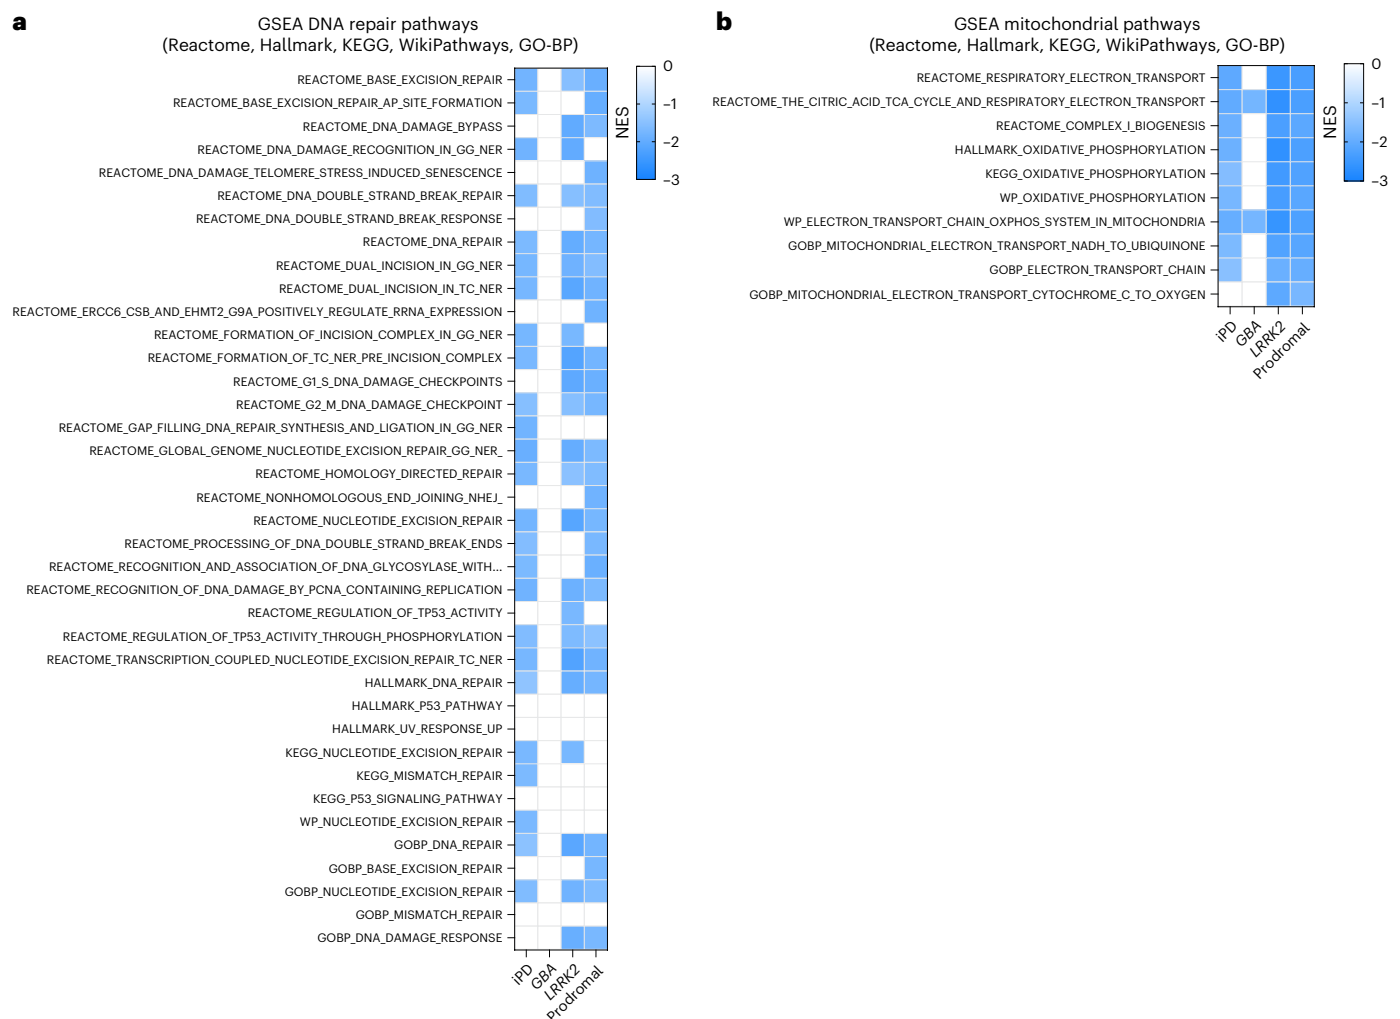 a
GSEA DNA repair pathways
(Reactome, Hallmark, KEGG, WikiPathways, GO-BP)
REACTOME_BASE_EXCISION_REPAIR
REACTOME_BASE_EXCISION_REPAIR_AP_SITE_FORMATION
REACTOME_DNA_DAMAGE_BYPASS
REACTOME_DNA_DAMAGE_RECOGNITION_IN_GG_NER
REACTOME_DNA_DAMAGE_TELOMERE_STRESS_INDUCED_SENESCENCE
REACTOME_DNA_DOUBLE_STRAND_BREAK_REPAIR
REACTOME_DNA_DOUBLE_STRAND_BREAK_RESPONSE
REACTOME_DNA_REPAIR
REACTOME_DUAL_INCISION_IN_GG_NER
REACTOME_DUAL_INCISION_IN_TC_NER
REACTOME_ERCC6_CSB_AND_EHMT2_G9A_POSITIVELY_REGULATE_RRNA_EXPRESSION
REACTOME_FORMATION_OF_INCISION_COMPLEX_IN_GG_NER
REACTOME_FORMATION_OF_TC_NER_PRE_INCISION_COMPLEX
REACTOME_G1_S_DNA_DAMAGE_CHECKPOINTS
REACTOME_G2_M_DNA_DAMAGE_CHECKPOINT
REACTOME_GAP_FILLING_DNA_REPAIR_SYNTHESIS_AND_LIGATION_IN_GG_NER
REACTOME_GLOBAL_GENOME_NUCLEOTIDE_EXCISION_REPAIR_GG_NER_
REACTOME_HOMOLOGY_DIRECTED_REPAIR
REACTOME_NONHOMOLOGOUS_END_JOINING_NHEJ_
REACTOME_NUCLEOTIDE_EXCISION_REPAIR
REACTOME_PROCESSING_OF_DNA_DOUBLE_STRAND_BREAK_ENDS
REACTOME_RECOGNITION_AND_ASSOCIATION_OF_DNA_GLYCOSYLASE_WITH...
REACTOME_RECOGNITION_OF_DNA_DAMAGE_BY_PCNA_CONTAINING_REPLICATION
REACTOME_REGULATION_OF_TP53_ACTIVITY
REACTOME_REGULATION_OF_TP53_ACTIVITY_THROUGH_PHOSPHORYLATION
REACTOME_TRANSCRIPTION_COUPLED_NUCLEOTIDE_EXCISION_REPAIR_TC_NER
HALLMARK_DNA_REPAIR
HALLMARK_P53_PATHWAY
HALLMARK_UV_RESPONSE_UP
KEGG_NUCLEOTIDE_EXCISION_REPAIR
KEGG_MISMATCH_REPAIR
KEGG_P53_SIGNALING_PATHWAY
WP_NUCLEOTIDE_EXCISION_REPAIR
GOBP_DNA_REPAIR
GOBP_BASE_EXCISION_REPAIR
GOBP_NUCLEOTIDE_EXCISION_REPAIR
GOBP_MISMATCH_REPAIR
GOBP_DNA_DAMAGE_RESPONSE
iPD
GBA
LRRK2
Prodromal
NES
0
−1
−2
−3
b
GSEA mitochondrial pathways
(Reactome, Hallmark, KEGG, WikiPathways, GO-BP)
REACTOME_RESPIRATORY_ELECTRON_TRANSPORT
REACTOME_THE_CITRIC_ACID_TCA_CYCLE_AND_RESPIRATORY_ELECTRON_TRANSPORT
REACTOME_COMPLEX_I_BIOGENESIS
HALLMARK_OXIDATIVE_PHOSPHORYLATION
KEGG_OXIDATIVE_PHOSPHORYLATION
WP_OXIDATIVE_PHOSPHORYLATION
WP_ELECTRON_TRANSPORT_CHAIN_OXPHOS_SYSTEM_IN_MITOCHONDRIA
GOBP_MITOCHONDRIAL_ELECTRON_TRANSPORT_NADH_TO_UBIQUINONE
GOBP_ELECTRON_TRANSPORT_CHAIN
GOBP_MITOCHONDRIAL_ELECTRON_TRANSPORT_CYTOCHROME_C_TO_OXYGEN
iPD
GBA
LRRK2
Prodromal
NES
0
−1
−2
−3